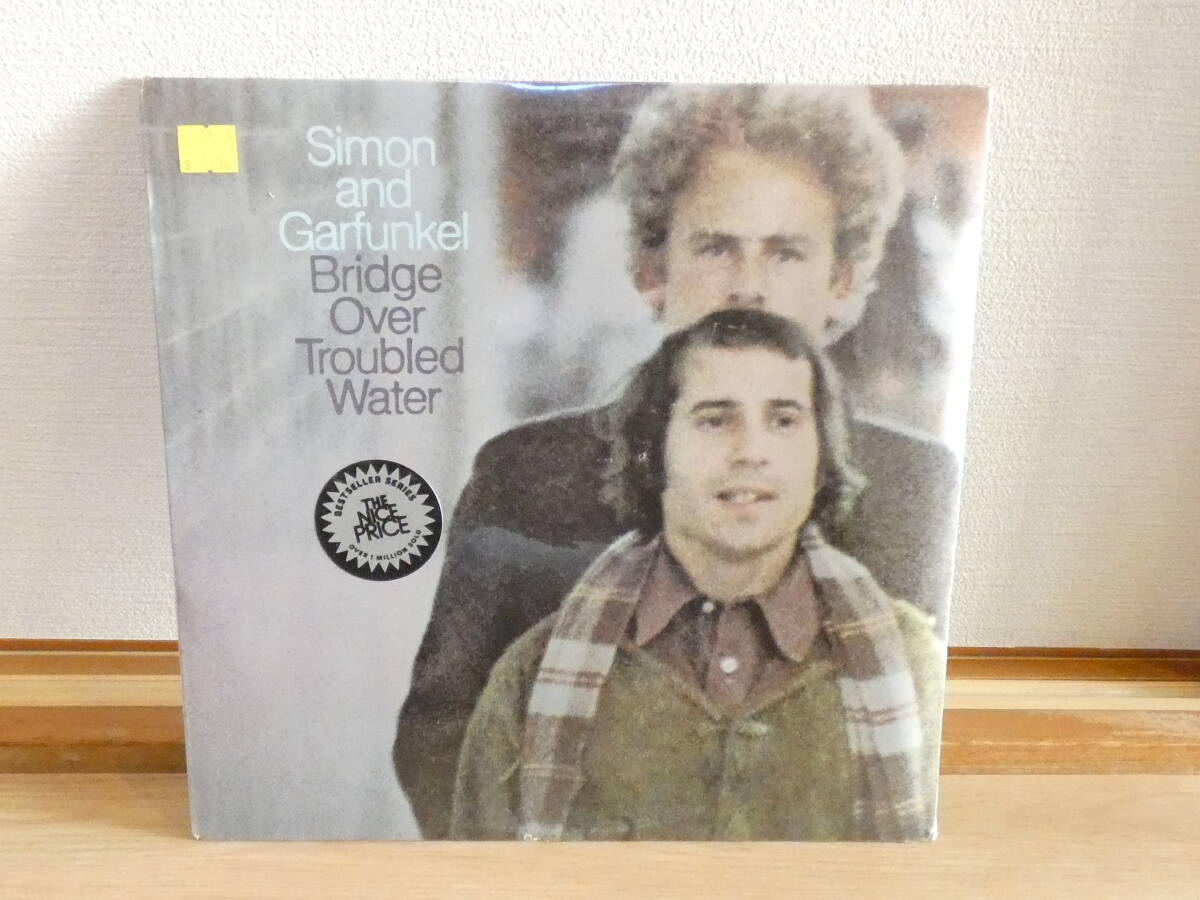 Simon
and
Garfunkel
Bridge
Over
Troubled
Water
BESTSELLER SERIES
THE
NICE
PRICE
OVER 1 MILLION SOLD